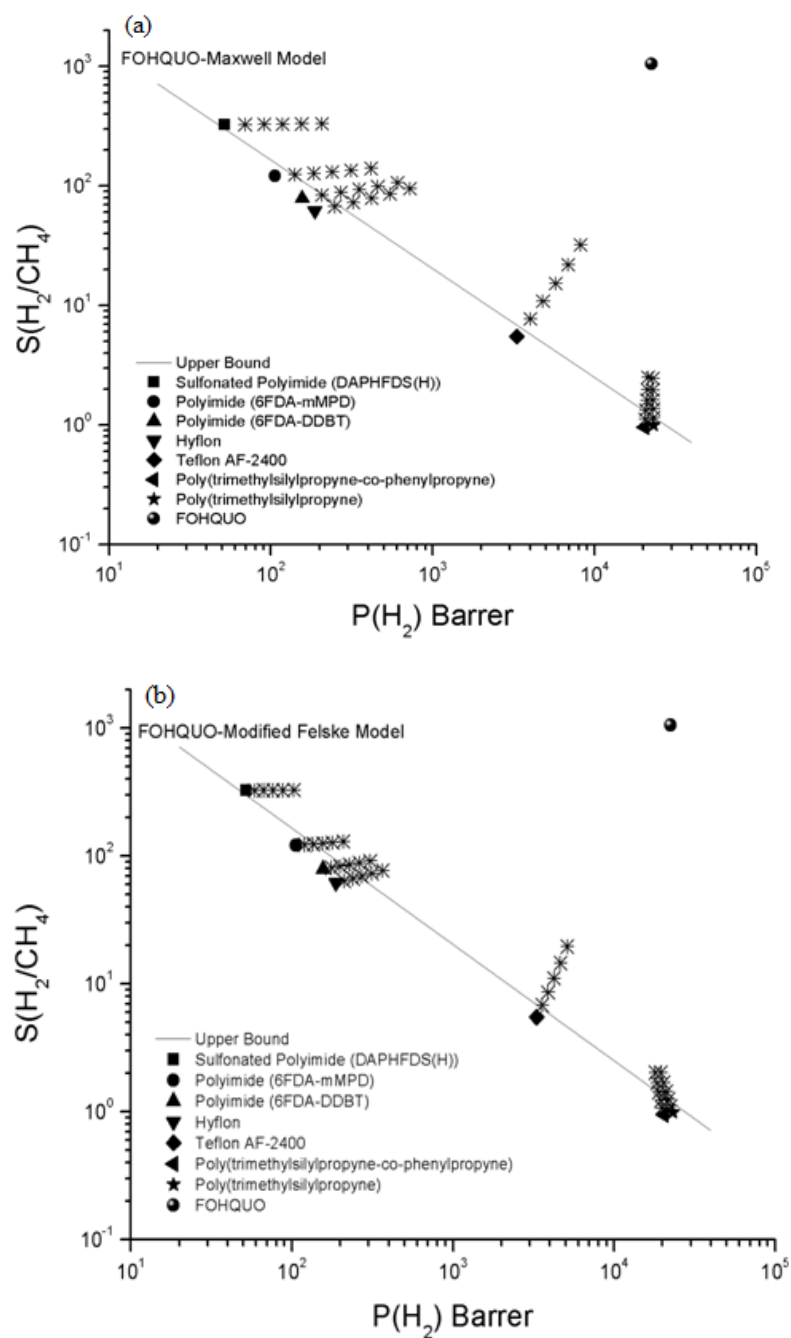 (a)
FOHQUO-Maxwell Model
10³
10²
10¹
10⁰
10⁻¹
S(H₂/CH₄)
Upper Bound
Sulfonated Polyimide (DAPHFDS(H))
Polyimide (6FDA-mMPD)
Polyimide (6FDA-DDBT)
Hyflon
Teflon AF-2400
Poly(trimethylsilylpropyne-co-phenylpropyne)
Poly(trimethylsilylpropyne)
FOHQUO
10¹ 10² 10³ 10⁴ 10⁵
P(H₂) Barrer
(b)
FOHQUO-Modified Felske Model
10³
10²
10¹
10⁰
10⁻¹
S(H₂/CH₄)
Upper Bound
Sulfonated Polyimide (DAPHFDS(H))
Polyimide (6FDA-mMPD)
Polyimide (6FDA-DDBT)
Hyflon
Teflon AF-2400
Poly(trimethylsilylpropyne-co-phenylpropyne)
Poly(trimethylsilylpropyne)
FOHQUO
10¹ 10² 10³ 10⁴ 10⁵
P(H₂) Barrer